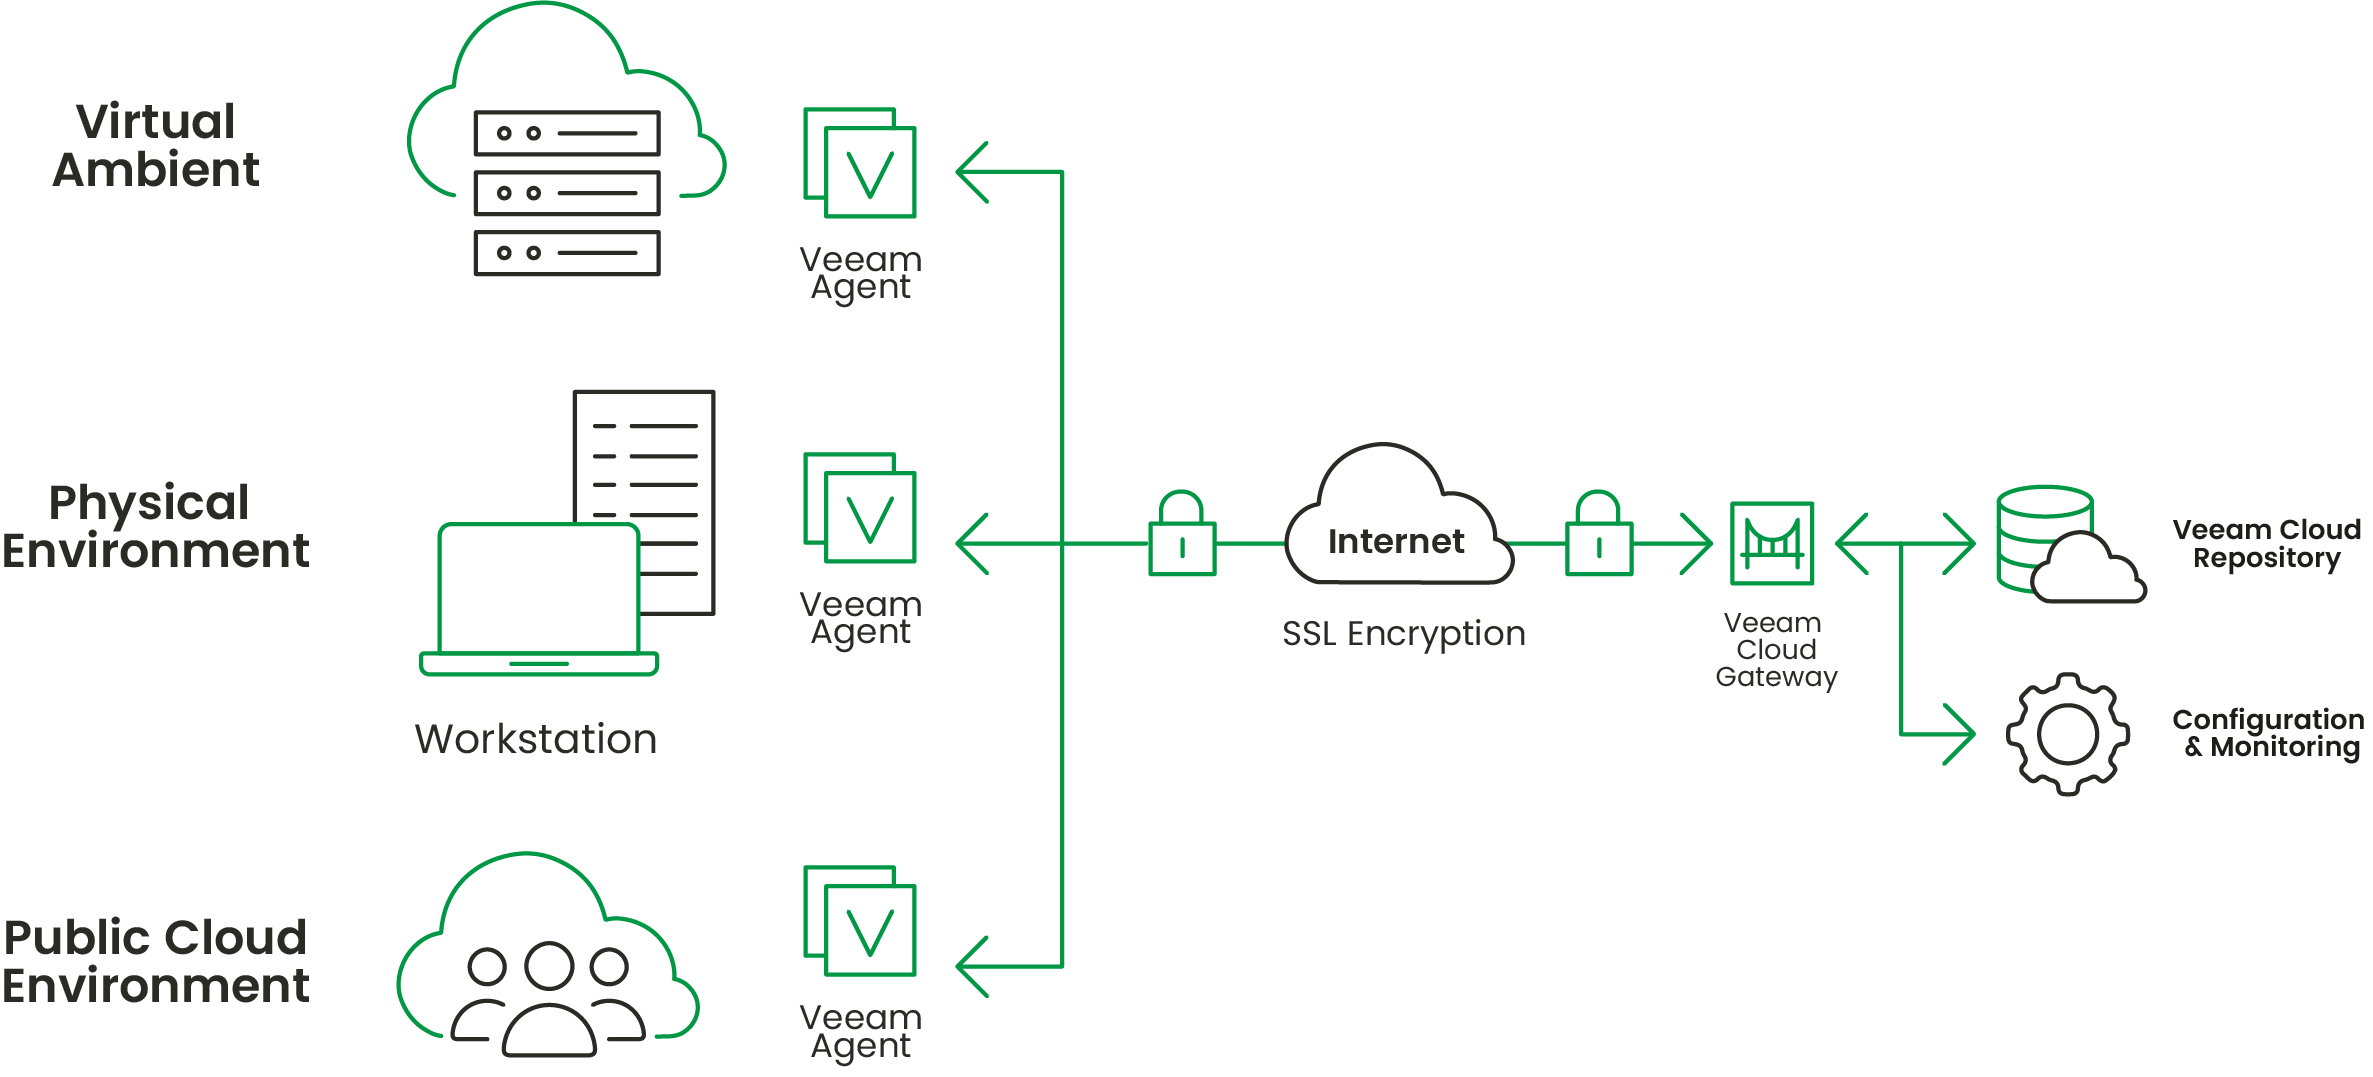 Virtual
Ambient
Veeam
Agent
Physical
Environment
Workstation
Veeam
Agent
Internet
SSL Encryption
Veeam
Cloud
Gateway
Veeam Cloud
Repository
Configuration
& Monitoring
Public Cloud
Environment
Veeam
Agent